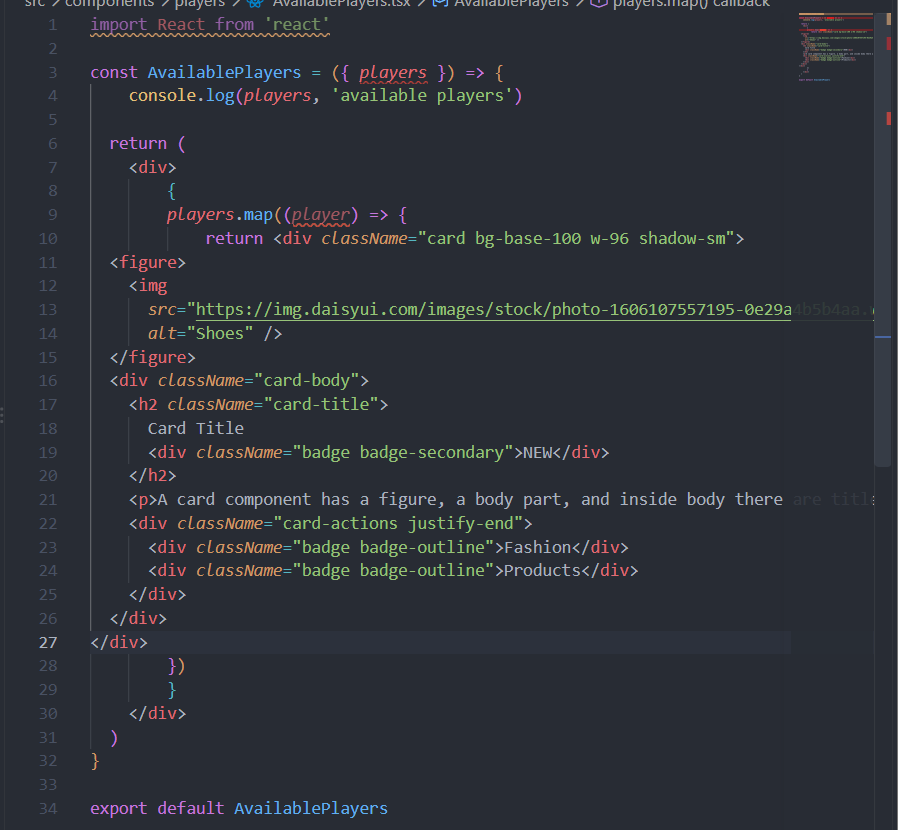 src > components > players > AvailablePlayers.tsx > AvailablePlayers > players.map() callback
1 import React from 'react'
2
3 const AvailablePlayers = ({ players }) => {
4 console.log(players, 'available players')
5
6 return (
7 <div>
8 {
9 players.map((player) => {
10 return <div className="card bg-base-100 w-96 shadow-sm">
11 <figure>
12 <img
13 src="https://img.daisyui.com/images/stock/photo-1606107557195-0e29a4b5b4aa.
14 alt="Shoes" />
15 </figure>
16 <div className="card-body">
17 <h2 className="card-title">
18 Card Title
19 <div className="badge badge-secondary">NEW</div>
20 </h2>
21 <p>A card component has a figure, a body part, and inside body there are title
22 <div className="card-actions justify-end">
23 <div className="badge badge-outline">Fashion</div>
24 <div className="badge badge-outline">Products</div>
25 </div>
26 </div>
27 </div>
28 })
29 }
30 </div>
31 )
32 }
33
34 export default AvailablePlayers